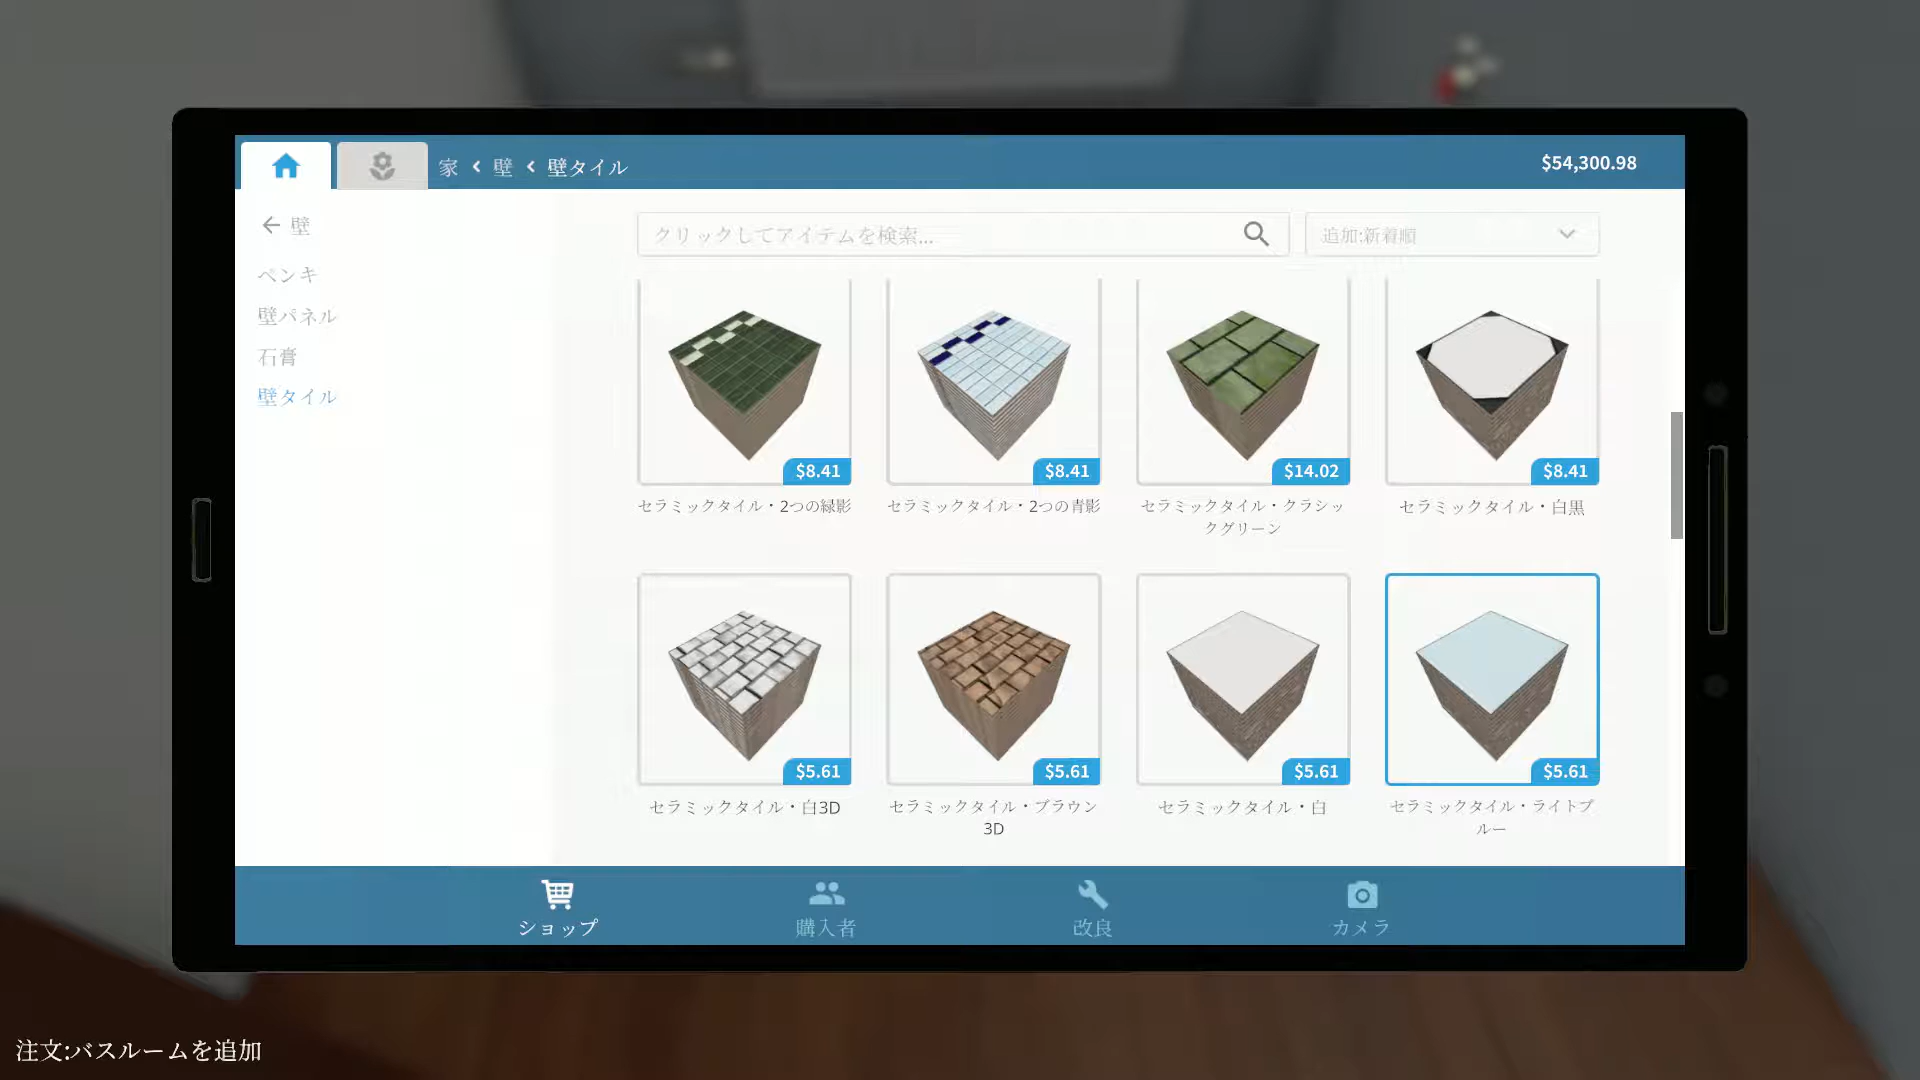 家 壁 壁タイル
$54,300.98
壁
クリックしてアイテムを検索...
追加:新着順
ペンキ
壁パネル
石膏
壁タイル
$8.41
$8.41
$14.02
$8.41
セラミックタイル・2つの緑影
セラミックタイル・2つの青影
セラミックタイル・クラシッ
クグリーン
セラミックタイル・白黒
$5.61
$5.61
$5.61
$5.61
セラミックタイル・白3D
セラミックタイル・ブラウン
3D
セラミックタイル・白
セラミックタイル・ライトブ
ルー
ショップ
購入者
改良
カメラ
注文:バスルームを追加